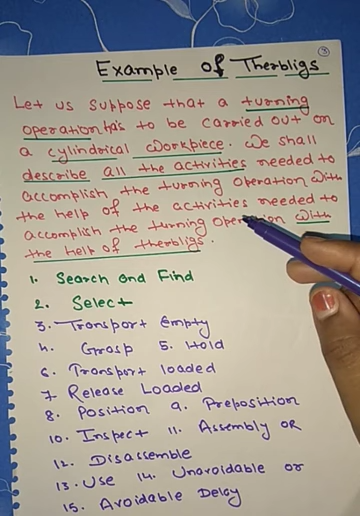 3
Example of Therbligs
Let us suppose that a turning
operation has to be carried out on
a cylindrical workpiece. We shall
describe all the activities needed to
accomplish the turning operation with
the help of the activities needed to
accomplish the turning operation with
the help of therbligs.
1. Search and Find
2. Select
3. Transport Empty
4. Grasp 5. Hold
6. Transport loaded
7 Release Loaded
8. Position 9. Preposition
10. Inspect 11. Assembly OR
12. Disassemble
13. Use 14. Unavoidable or
15. Avoidable Delay